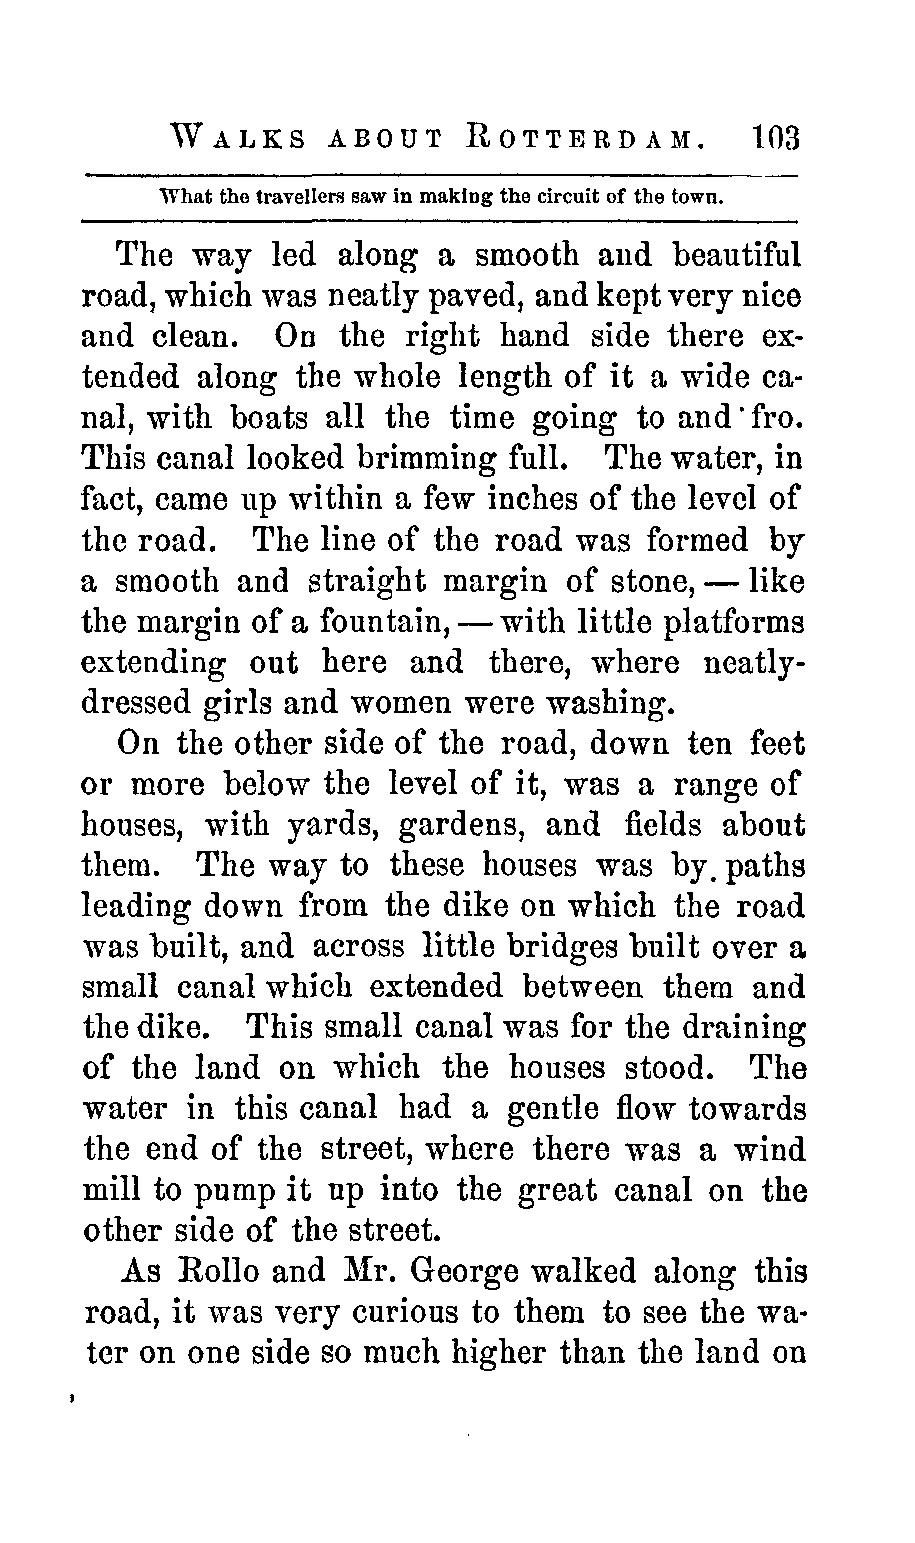 WALKS ABOUT ROTTERDAM. 103
What the travellers saw in making the circuit of the town.
The way led along a smooth and beautiful
road, which was neatly paved, and kept very nice
and clean. On the right hand side there ex-
tended along the whole length of it a wide ca-
nal, with boats all the time going to and fro.
This canal looked brimming full. The water, in
fact, came up within a few inches of the level of
the road. The line of the road was formed by
a smooth and straight margin of stone, — like
the margin of a fountain, — with little platforms
extending out here and there, where neatly-
dressed girls and women were washing.
On the other side of the road, down ten feet
or more below the level of it, was a range of
houses, with yards, gardens, and fields about
them. The way to these houses was by paths
leading down from the dike on which the road
was built, and across little bridges built over a
small canal which extended between them and
the dike. This small canal was for the draining
of the land on which the houses stood. The
water in this canal had a gentle flow towards
the end of the street, where there was a wind
mill to pump it up into the great canal on the
other side of the street.
As Rollo and Mr. George walked along this
road, it was very curious to them to see the wa-
ter on one side so much higher than the land on